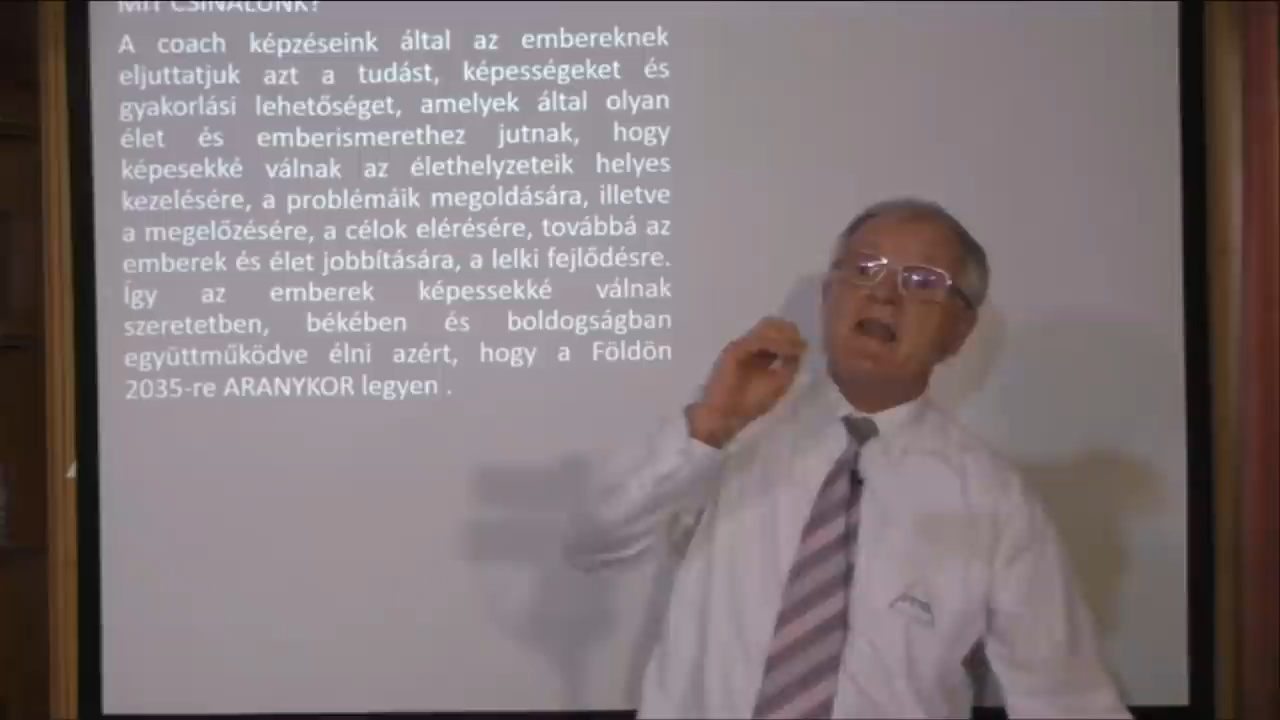 MIT CSINÁLUNK?
A coach képzéseink által az embereknek
eljuttatjuk azt a tudást, képességeket és
gyakorlási lehetőséget, amelyek által olyan
élet és emberismerethez jutnak, hogy
képesekké válnak az élethelyzeteik helyes
kezelésére, a problémáik megoldására, illetve
a megelőzésére, a célok elérésére, továbbá az
emberek és élet jobbítására, a lelki fejlődésre.
Így az emberek képessekké válnak
szeretetben, békében és boldogságban
együttműködve élni azért, hogy a Földön
2035-re ARANYKOR legyen .